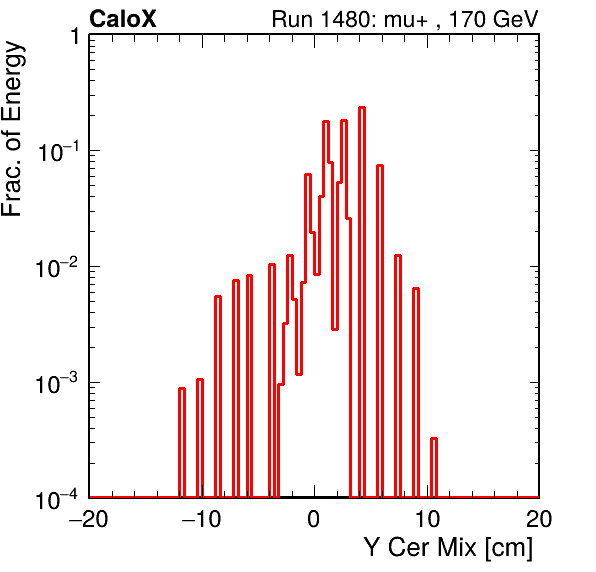 CaloX Run 1480: mu+ , 170 GeV
Frac. of Energy
1
10⁻¹
10⁻²
10⁻³
10⁻⁴
−20 −10 0 10 20
Y Cer Mix [cm]